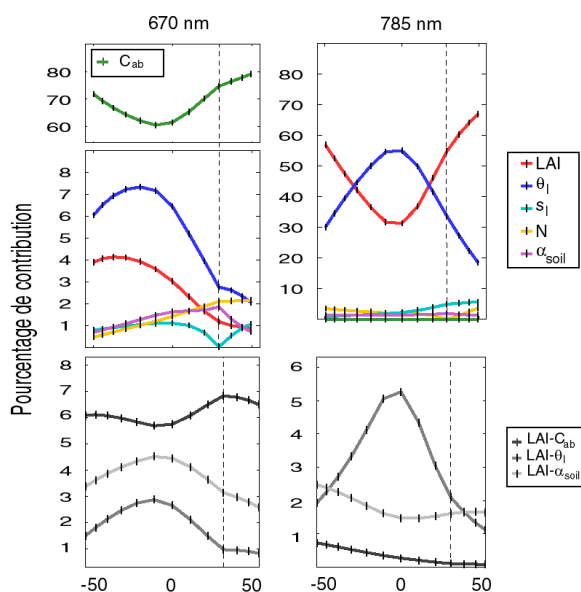 670 nm
785 nm
C_ab
80
70
60
80
70
60
50
40
30
20
10
7
6
5
4
3
2
1
Pourcentage de contribution
LAI
θ_l
s_l
N
α_soil
8
7
6
5
4
3
2
1
5
4
3
2
1
LAI-C_ab
LAI-θ_l
LAI-α_soil
-50 0 50
-50 0 50